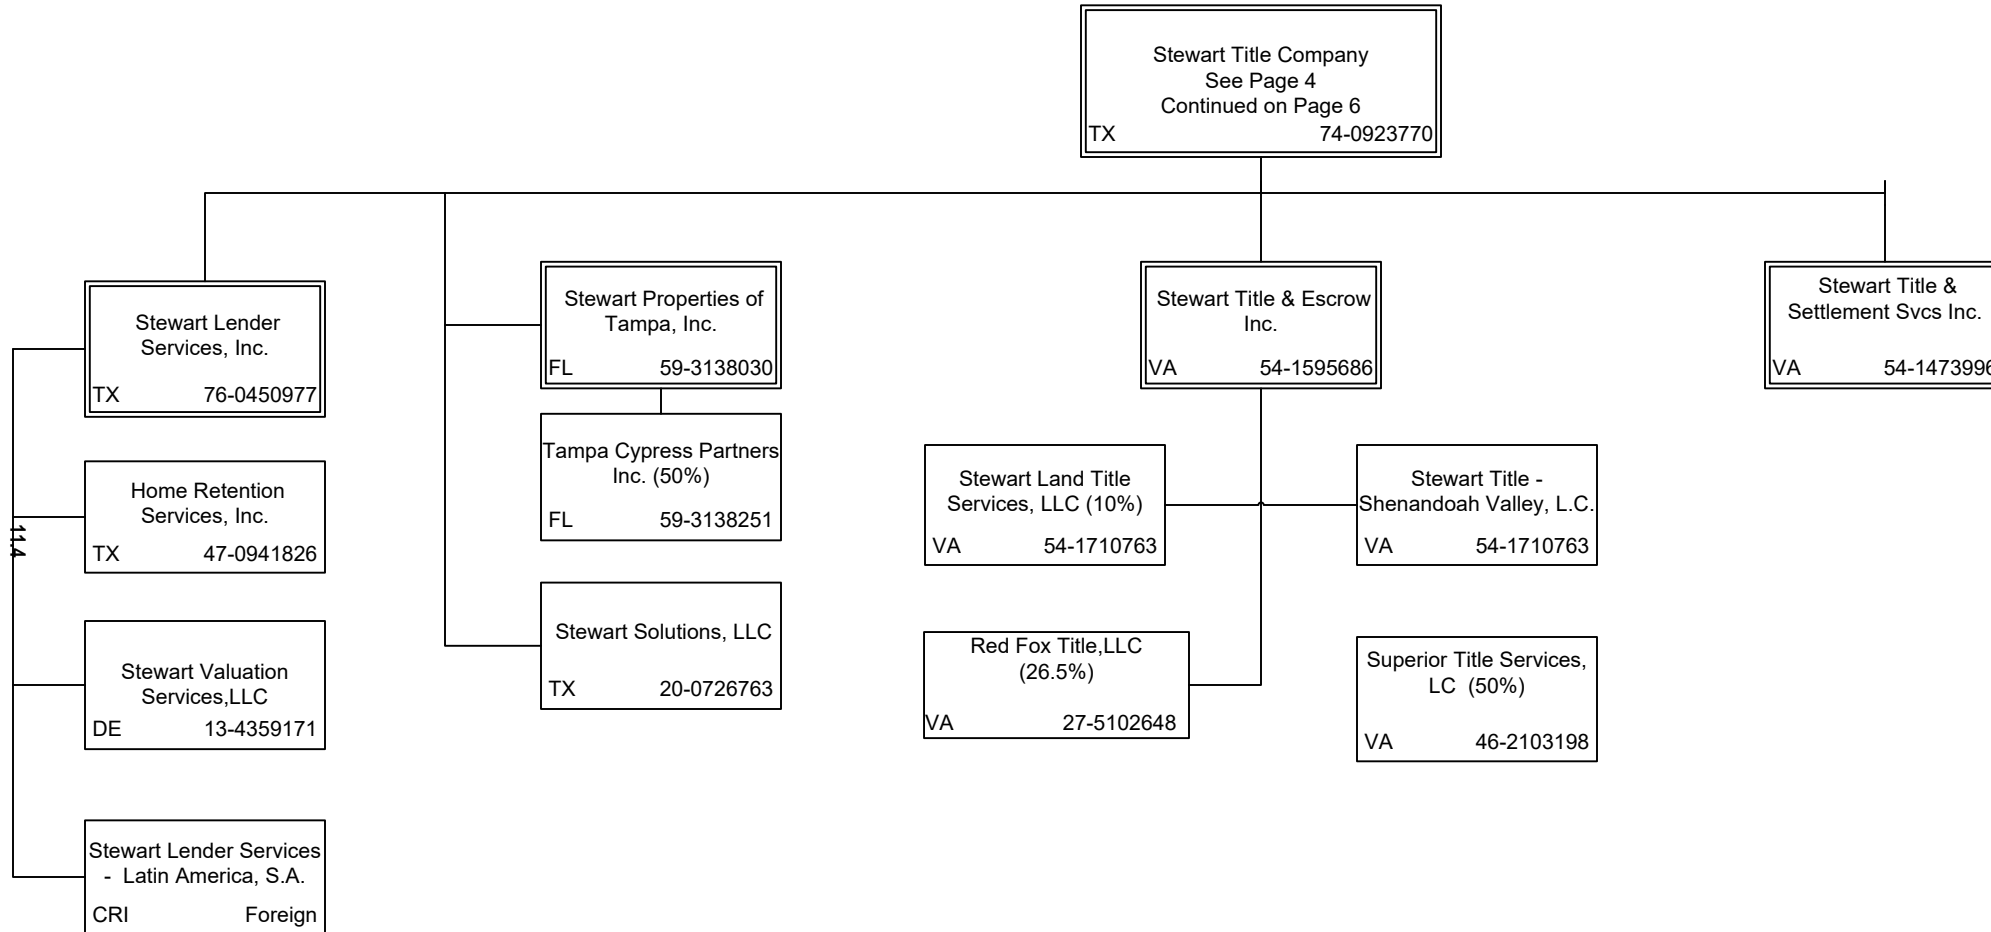 Stewart Title Company
See Page 4
Continued on Page 6
TX 74-0923770
Stewart Lender
Services, Inc.
TX 76-0450977
Home Retention
Services, Inc.
TX 47-0941826
Stewart Valuation
Services,LLC
DE 13-4359171
Stewart Lender Services
- Latin America, S.A.
CRI Foreign
11.4
Stewart Properties of
Tampa, Inc.
FL 59-3138030
Tampa Cypress Partners
Inc. (50%)
FL 59-3138251
Stewart Solutions, LLC
TX 20-0726763
Stewart Title & Escrow
Inc.
VA 54-1595686
Stewart Land Title
Services, LLC (10%)
VA 54-1710763
Stewart Title -
Shenandoah Valley, L.C.
VA 54-1710763
Red Fox Title,LLC
(26.5%)
VA 27-5102648
Superior Title Services,
LC (50%)
VA 46-2103198
Stewart Title &
Settlement Svcs Inc.
VA 54-1473996